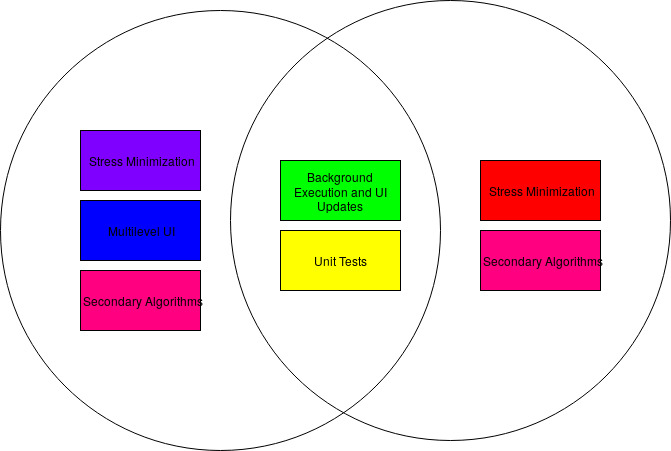 Stress Minimization
Multilevel UI
Secondary Algorithms
Background
Execution and UI
Updates
Unit Tests
Stress Minimization
Secondary Algorithms